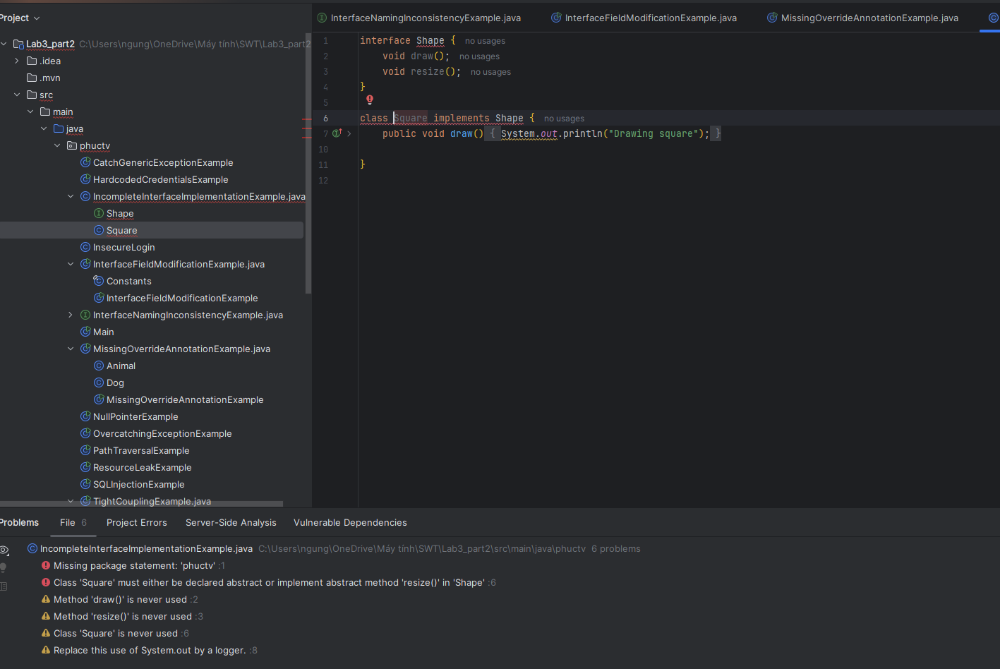 Project
InterfaceNamingInconsistencyExample.java InterfaceFieldModificationExample.java MissingOverrideAnnotationExample.java
Lab3_part2 C:\Users\ngung\OneDrive\Máy tính\SWT\Lab3_part2
.idea
.mvn
src
main
java
phuctv
CatchGenericExceptionExample
HardcodedCredentialsExample
IncompleteInterfaceImplementationExample.java
Shape
Square
InsecureLogin
InterfaceFieldModificationExample.java
Constants
InterfaceFieldModificationExample
InterfaceNamingInconsistencyExample.java
Main
MissingOverrideAnnotationExample.java
Animal
Dog
MissingOverrideAnnotationExample
NullPointerExample
OvercatchingExceptionExample
PathTraversalExample
ResourceLeakExample
SQLInjectionExample
TightCouplingExample.java
1 interface Shape { no usages
2 void draw(); no usages
3 void resize(); no usages
4 }
5
6 class Square implements Shape { no usages
7 public void draw() { System.out.println("Drawing square"); }
10
11 }
12
Problems File 6 Project Errors Server-Side Analysis Vulnerable Dependencies
IncompleteInterfaceImplementationExample.java C:\Users\ngung\OneDrive\Máy tính\SWT\Lab3_part2\src\main\java\phuctv 6 problems
Missing package statement: 'phuctv' :1
Class 'Square' must either be declared abstract or implement abstract method 'resize()' in 'Shape' :6
Method 'draw()' is never used :2
Method 'resize()' is never used :3
Class 'Square' is never used :6
Replace this use of System.out by a logger. :8